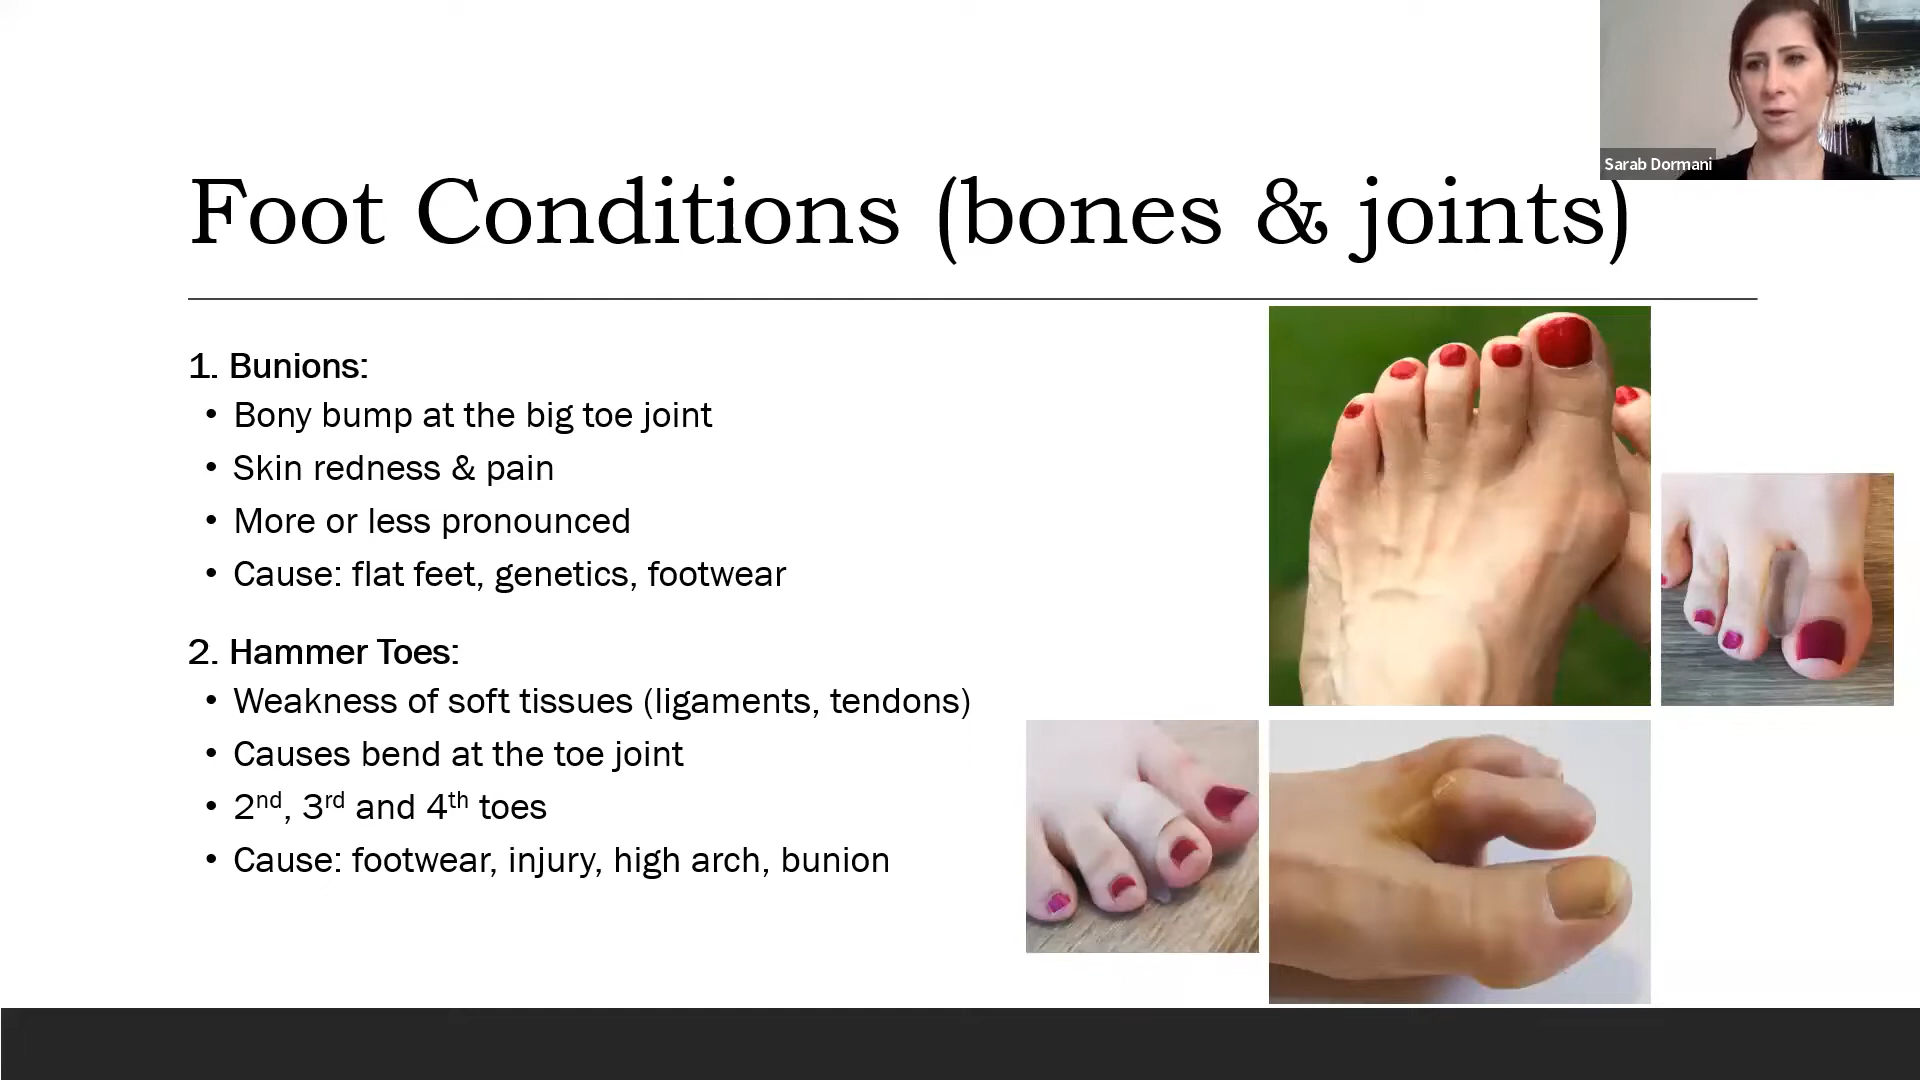 Sarab Dormani
Foot Conditions (bones & joints)
1. Bunions:
• Bony bump at the big toe joint
• Skin redness & pain
• More or less pronounced
• Cause: flat feet, genetics, footwear
2. Hammer Toes:
• Weakness of soft tissues (ligaments, tendons)
• Causes bend at the toe joint
• 2nd, 3rd and 4th toes
• Cause: footwear, injury, high arch, bunion